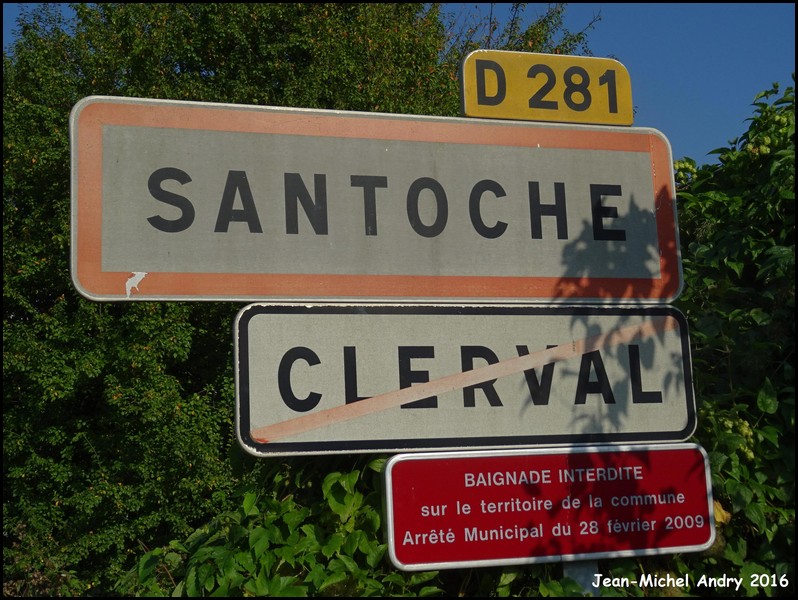 D 281
SANTOCHE
CLERVAL
BAIGNADE INTERDITE
sur le territoire de la commune
Arrêté Municipal du 28 février 2009
Jean-Michel Andry 2016